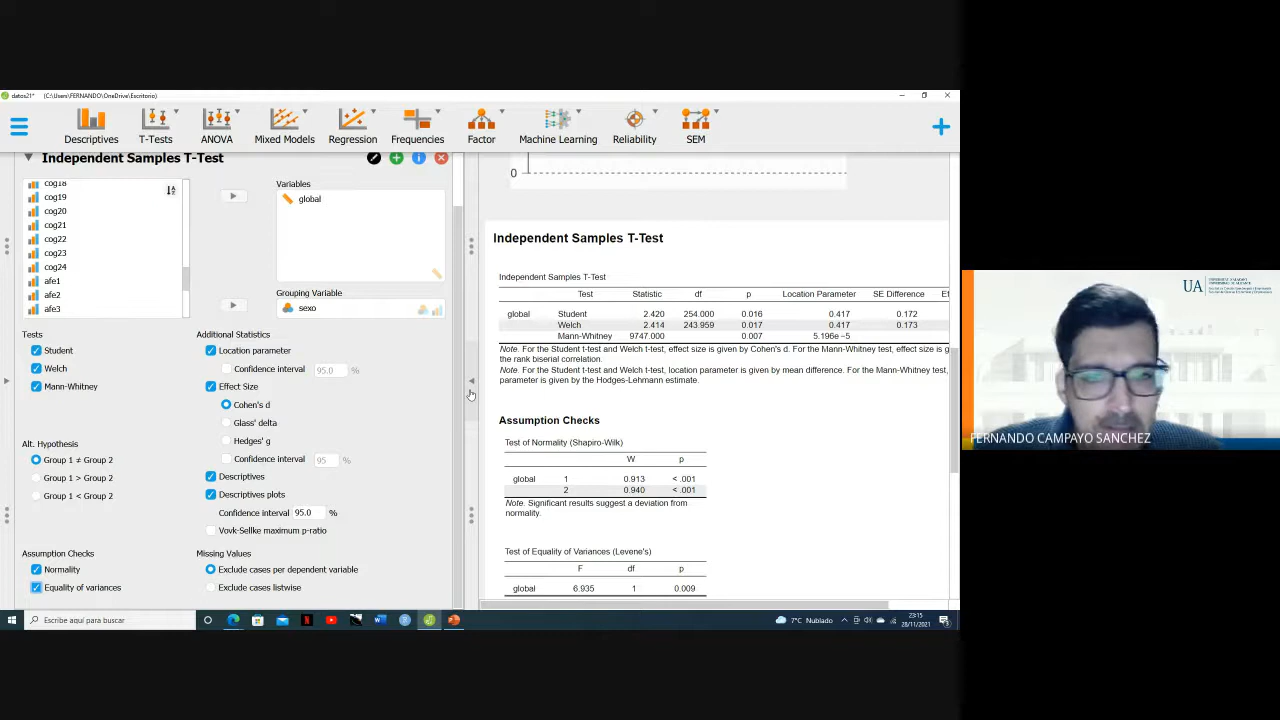 datos21* (C:\Users\FERNANDO\OneDrive\Escritorio)
Descriptives T-Tests ANOVA Mixed Models Regression Frequencies Factor Machine Learning Reliability SEM
Independent Samples T-Test
cog18
cog19
cog20
cog21
cog22
cog23
cog24
afe1
afe2
afe3
Variables
global
Grouping Variable
sexo
Tests
Student
Welch
Mann-Whitney
Alt. Hypothesis
Group 1 ≠ Group 2
Group 1 > Group 2
Group 1 < Group 2
Assumption Checks
Normality
Equality of variances
Additional Statistics
Location parameter
Confidence interval 95.0 %
Effect Size
Cohen's d
Glass' delta
Hedges' g
Confidence interval 95 %
Descriptives
Descriptives plots
Confidence interval 95.0 %
Vovk-Sellke maximum p-ratio
Missing Values
Exclude cases per dependent variable
Exclude cases listwise
0
Independent Samples T-Test
Independent Samples T-Test
Test Statistic df p Location Parameter SE Difference Ef
global Student 2.420 254.000 0.016 0.417 0.172
Welch 2.414 243.959 0.017 0.417 0.173
Mann-Whitney 9747.000 0.007 5.196e −5
Note. For the Student t-test and Welch t-test, effect size is given by Cohen's d. For the Mann-Whitney test, effect size is g
the rank biserial correlation.
Note. For the Student t-test and Welch t-test, location parameter is given by mean difference. For the Mann-Whitney test,
parameter is given by the Hodges-Lehmann estimate.
Assumption Checks
Test of Normality (Shapiro-Wilk)
W p
global 1 0.913 < .001
2 0.940 < .001
Note. Significant results suggest a deviation from
normality.
Test of Equality of Variances (Levene's)
F df p
global 6.935 1 0.009
Escribe aquí para buscar
7°C Nublado
23:15
28/11/2021
UA
FERNANDO CAMPAYO SANCHEZ